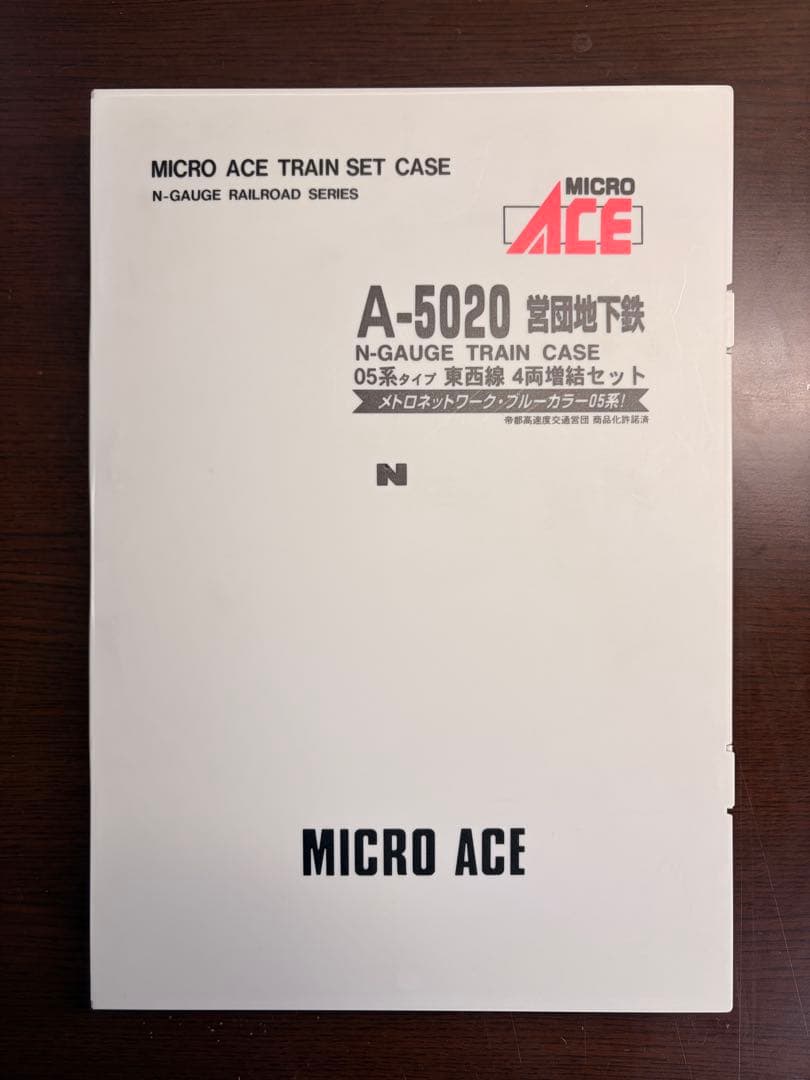 MICRO ACE TRAIN SET CASE
N-GAUGE RAILROAD SERIES
MICRO
ACE
A-5020 営団地下鉄
N-GAUGE TRAIN CASE
05系タイプ 東西線 4両増結セット
メトロネットワーク・ブルーカラー05系!
帝都高速度交通営団 商品化許諾済
N
MICRO ACE